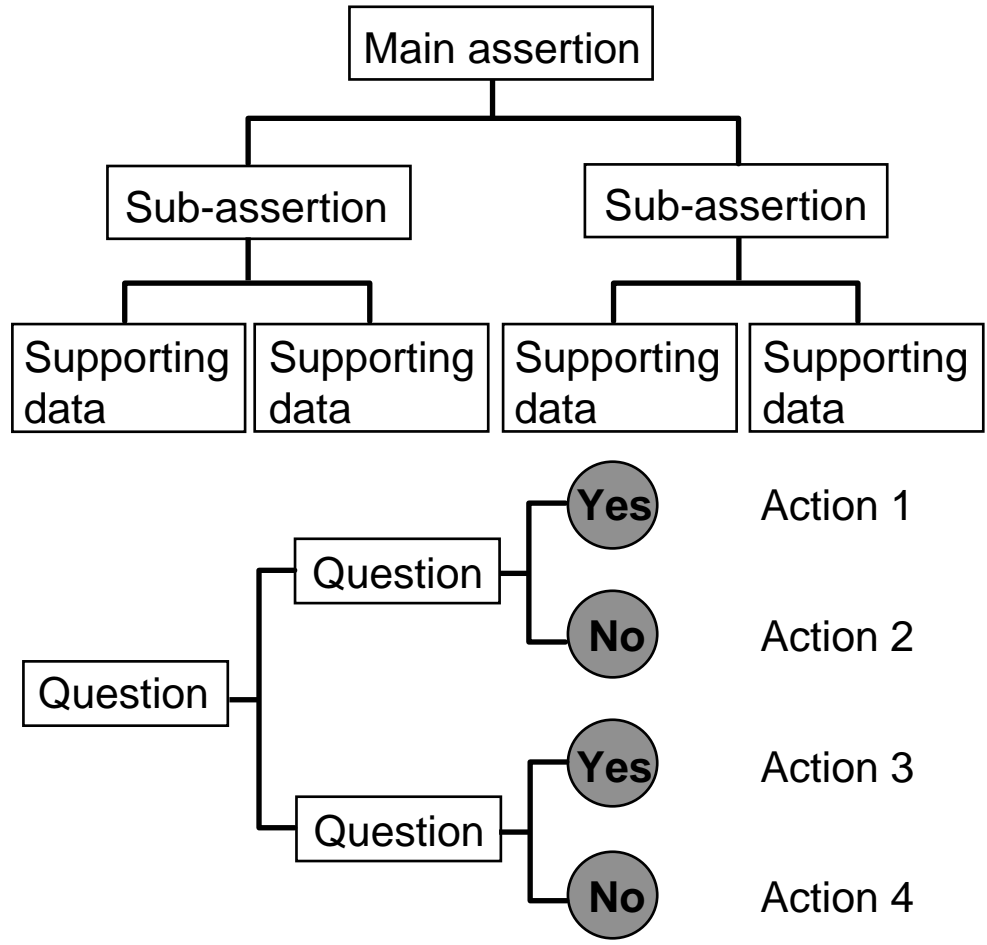 Main assertion
Sub-assertion
Sub-assertion
Supporting
data
Supporting
data
Supporting
data
Supporting
data
Yes
Action 1
Question
No
Action 2
Question
Yes
Action 3
Question
No
Action 4